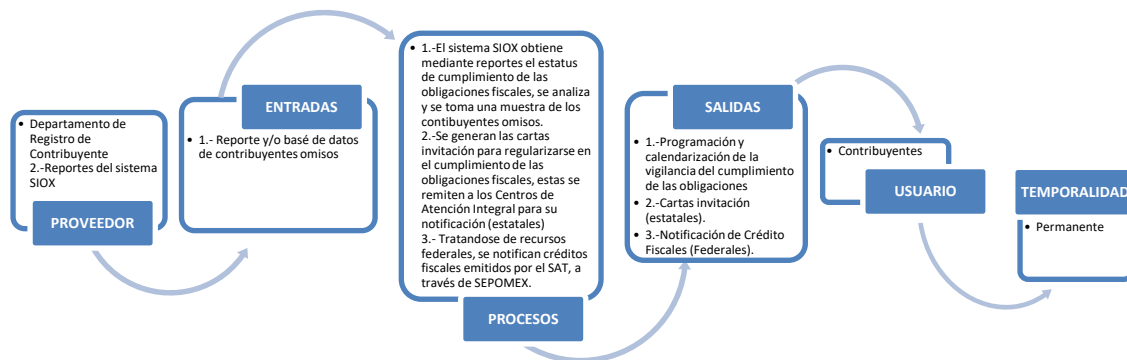 • Departamento de
Registro de
Contribuyente
2.-Reportes del sistema
SIOX
PROVEEDOR
ENTRADAS
• 1.- Reporte y/o basé de datos
de contribuyentes omisos
• 1.-El sistema SIOX obtiene
mediante reportes el estatus
de cumplimiento de las
obligaciones fiscales, se analiza
y se toma una muestra de los
contibuyentes omisos.
2.-Se generan las cartas
invitación para regularizarse en
el cumplimiento de las
obligaciones fiscales, estas se
remiten a los Centros de
Atención Integral para su
notificación (estatales)
3.- Tratandose de recursos
federales, se notifican créditos
fiscales emitidos por el SAT, a
través de SEPOMEX.
PROCESOS
SALIDAS
• 1.-Programación y
calendarización de la
vigilancia del cumplimiento
de las obligaciones
• 2.-Cartas invitación
(estatales).
• 3.-Notificación de Crédito
Fiscales (Federales).
• Contribuyentes
USUARIO
TEMPORALIDAD
• Permanente